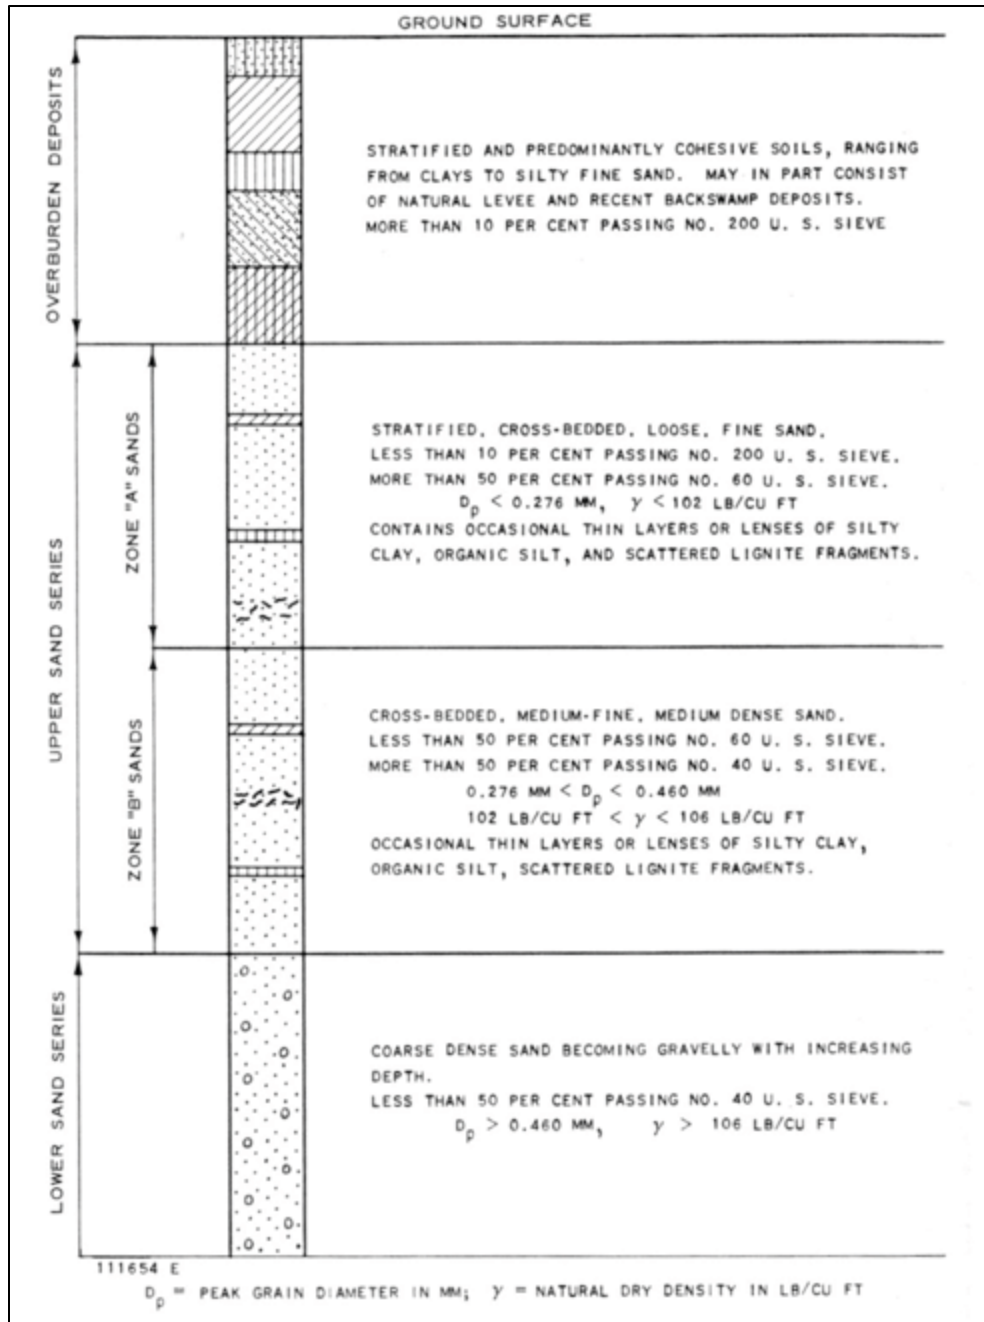 GROUND SURFACE
OVERBURDEN DEPOSITS
STRATIFIED AND PREDOMINANTLY COHESIVE SOILS, RANGING
FROM CLAYS TO SILTY FINE SAND. MAY IN PART CONSIST
OF NATURAL LEVEE AND RECENT BACKSWAMP DEPOSITS.
MORE THAN 10 PER CENT PASSING NO. 200 U. S. SIEVE
UPPER SAND SERIES
ZONE "A" SANDS
STRATIFIED, CROSS-BEDDED, LOOSE, FINE SAND.
LESS THAN 10 PER CENT PASSING NO. 200 U. S. SIEVE.
MORE THAN 50 PER CENT PASSING NO. 60 U. S. SIEVE.
Dp < 0.276 MM, γ < 102 LB/CU FT
CONTAINS OCCASIONAL THIN LAYERS OR LENSES OF SILTY
CLAY, ORGANIC SILT, AND SCATTERED LIGNITE FRAGMENTS.
ZONE "B" SANDS
CROSS-BEDDED, MEDIUM-FINE, MEDIUM DENSE SAND.
LESS THAN 50 PER CENT PASSING NO. 60 U. S. SIEVE.
MORE THAN 50 PER CENT PASSING NO. 40 U. S. SIEVE.
0.276 MM < Dp < 0.460 MM
102 LB/CU FT < γ < 106 LB/CU FT
OCCASIONAL THIN LAYERS OR LENSES OF SILTY CLAY,
ORGANIC SILT, SCATTERED LIGNITE FRAGMENTS.
LOWER SAND SERIES
COARSE DENSE SAND BECOMING GRAVELLY WITH INCREASING
DEPTH.
LESS THAN 50 PER CENT PASSING NO. 40 U. S. SIEVE.
Dp > 0.460 MM, γ > 106 LB/CU FT
111654 E
Dp = PEAK GRAIN DIAMETER IN MM; γ = NATURAL DRY DENSITY IN LB/CU FT